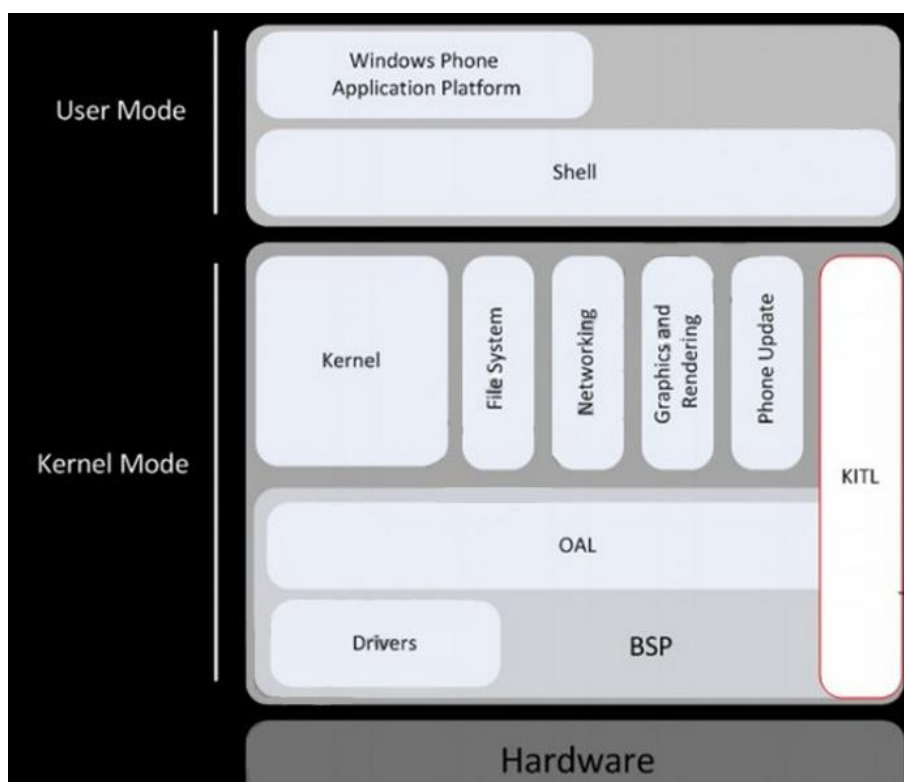 User Mode
Windows Phone
Application Platform
Shell
Kernel Mode
Kernel
File System
Networking
Graphics and
Rendering
Phone Update
KITL
OAL
Drivers
BSP
Hardware